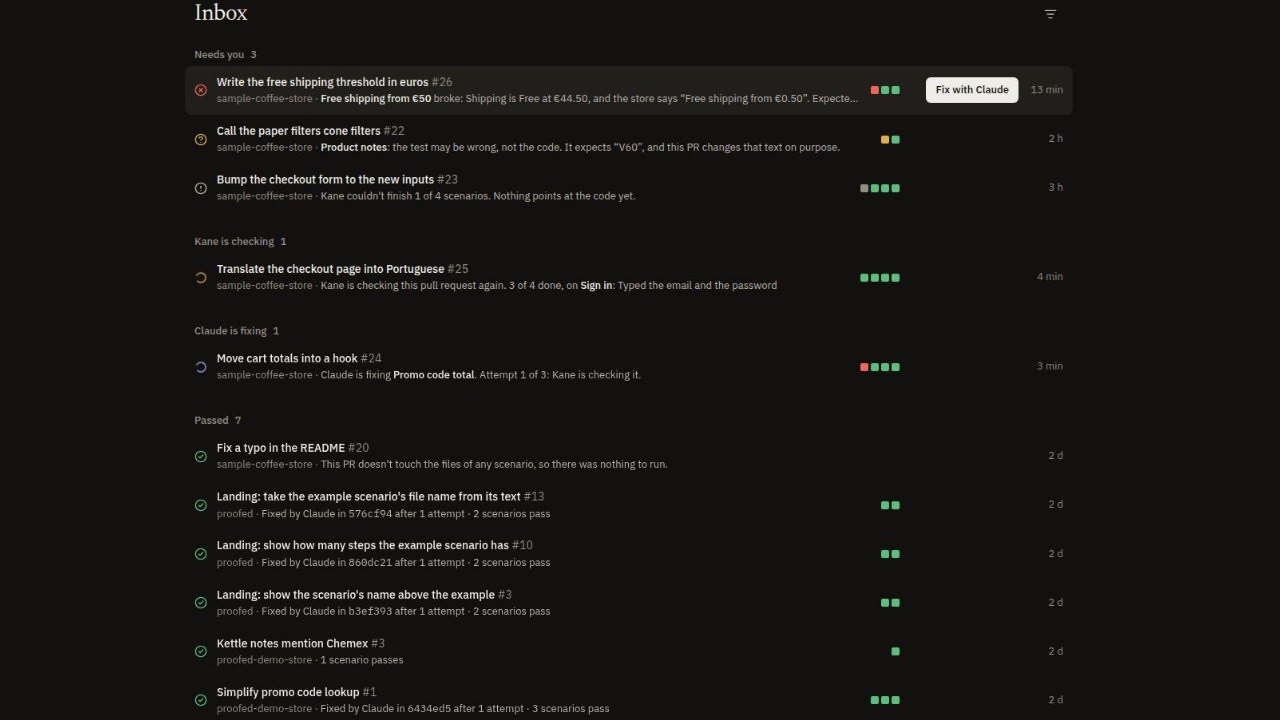 Inbox
Needs you 3
Write the free shipping threshold in euros #26
sample-coffee-store · Free shipping from €50 broke: Shipping is Free at €44.50, and the store says “Free shipping from €0.50”. Expecte...
Fix with Claude
13 min
Call the paper filters cone filters #22
sample-coffee-store · Product notes: the test may be wrong, not the code. It expects “V60”, and this PR changes that text on purpose.
2 h
Bump the checkout form to the new inputs #23
sample-coffee-store · Kane couldn't finish 1 of 4 scenarios. Nothing points at the code yet.
3 h
Kane is checking 1
Translate the checkout page into Portuguese #25
sample-coffee-store · Kane is checking this pull request again. 3 of 4 done, on Sign in: Typed the email and the password
4 min
Claude is fixing 1
Move cart totals into a hook #24
sample-coffee-store · Claude is fixing Promo code total. Attempt 1 of 3: Kane is checking it.
3 min
Passed 7
Fix a typo in the README #20
sample-coffee-store · This PR doesn't touch the files of any scenario, so there was nothing to run.
2 d
Landing: take the example scenario's file name from its text #13
proofed · Fixed by Claude in 576cf94 after 1 attempt · 2 scenarios pass
2 d
Landing: show how many steps the example scenario has #10
proofed · Fixed by Claude in 860dc21 after 1 attempt · 2 scenarios pass
2 d
Landing: show the scenario's name above the example #3
proofed · Fixed by Claude in b3ef393 after 1 attempt · 2 scenarios pass
2 d
Kettle notes mention Chemex #3
proofed-demo-store · 1 scenario passes
2 d
Simplify promo code lookup #1
proofed-demo-store · Fixed by Claude in 6434ed5 after 1 attempt · 3 scenarios pass
2 d